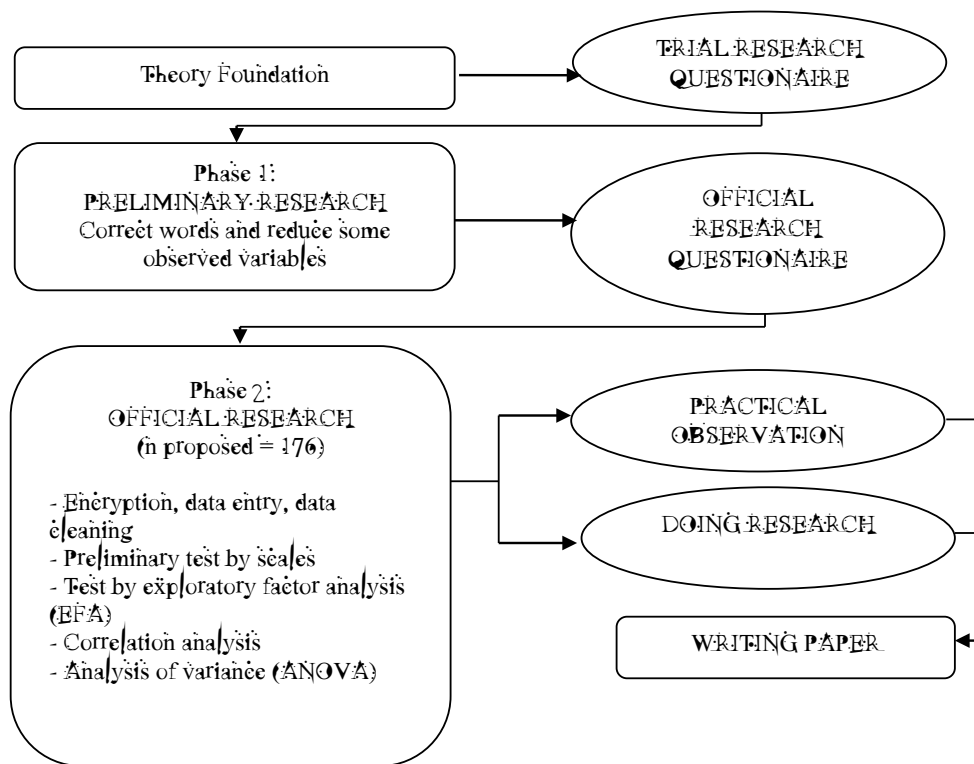 Theory Foundation
TRIAL RESEARCH
QUESTIONAIRE
Phase 1:
PRELIMINARY RESEARCH
Correct words and reduce some
observed variables
OFFICIAL
RESEARCH
QUESTIONAIRE
Phase 2:
OFFICIAL RESEARCH
(n proposed = 176)
- Encryption, data entry, data
cleaning
- Preliminary test by scales
- Test by exploratory factor analysis
(EFA)
- Correlation analysis
- Analysis of variance (ANOVA)
PRACTICAL
OBSERVATION
DOING RESEARCH
WRITING PAPER